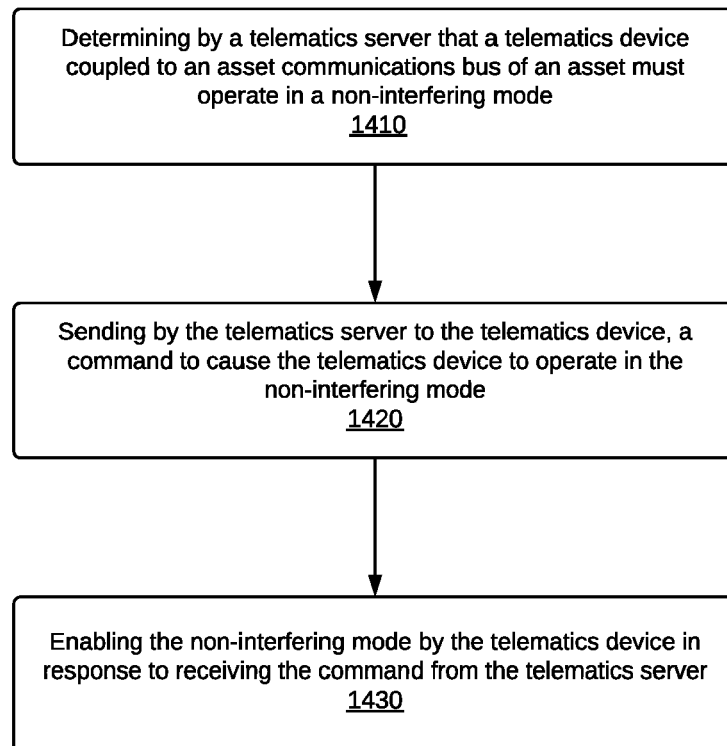 Determining by a telematics server that a telematics device
coupled to an asset communications bus of an asset must
operate in a non-interfering mode
1410
Sending by the telematics server to the telematics device, a
command to cause the telematics device to operate in the
non-interfering mode
1420
Enabling the non-interfering mode by the telematics device in
response to receiving the command from the telematics server
1430